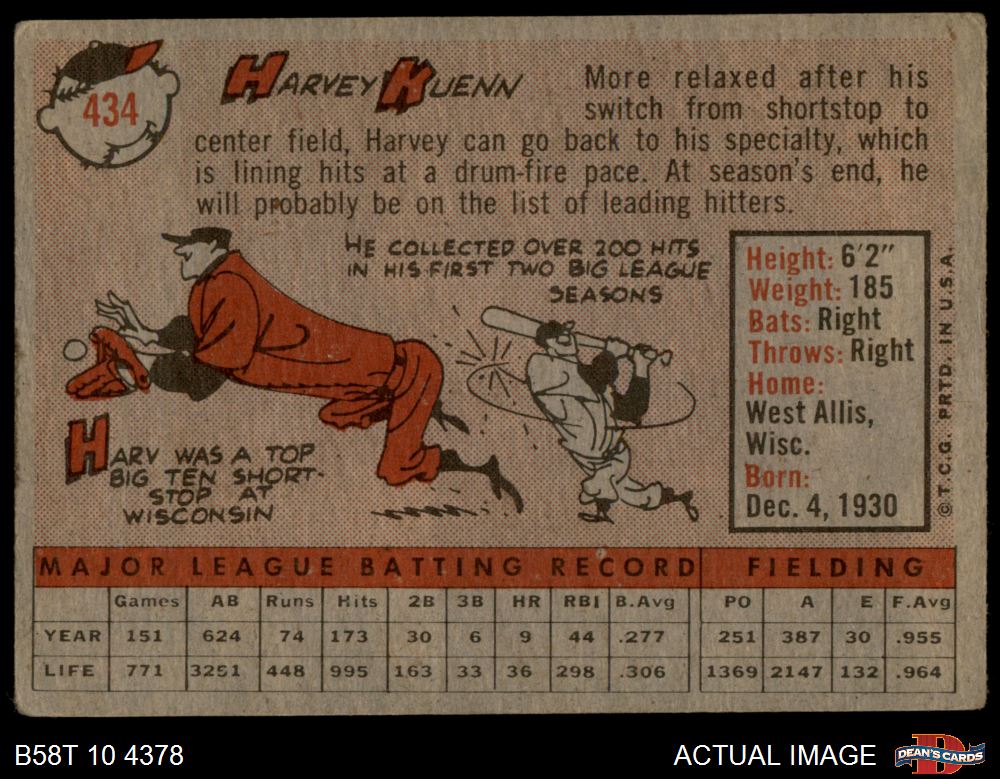 434
HARVEY KUENN
More relaxed after his
switch from shortstop to
center field, Harvey can go back to his specialty, which
is lining hits at a drum-fire pace. At season's end, he
will probably be on the list of leading hitters.
HE COLLECTED OVER 200 HITS
IN HIS FIRST TWO BIG LEAGUE
SEASONS
HARV WAS A TOP
BIG TEN SHORT-
STOP AT
WISCONSIN
Height: 6'2"
Weight: 185
Bats: Right
Throws: Right
Home:
West Allis,
Wisc.
Born:
Dec. 4, 1930
©T.C.G. PRTD. IN U.S.A.
MAJOR LEAGUE BATTING RECORD FIELDING
Games AB Runs Hits 2B 3B HR RBI B.Avg PO A E F.Avg
YEAR 151 624 74 173 30 6 9 44 .277 251 387 30 .955
LIFE 771 3251 448 995 163 33 36 298 .306 1369 2147 132 .964
B58T 10 4378
ACTUAL IMAGE
DEAN'S CARDS